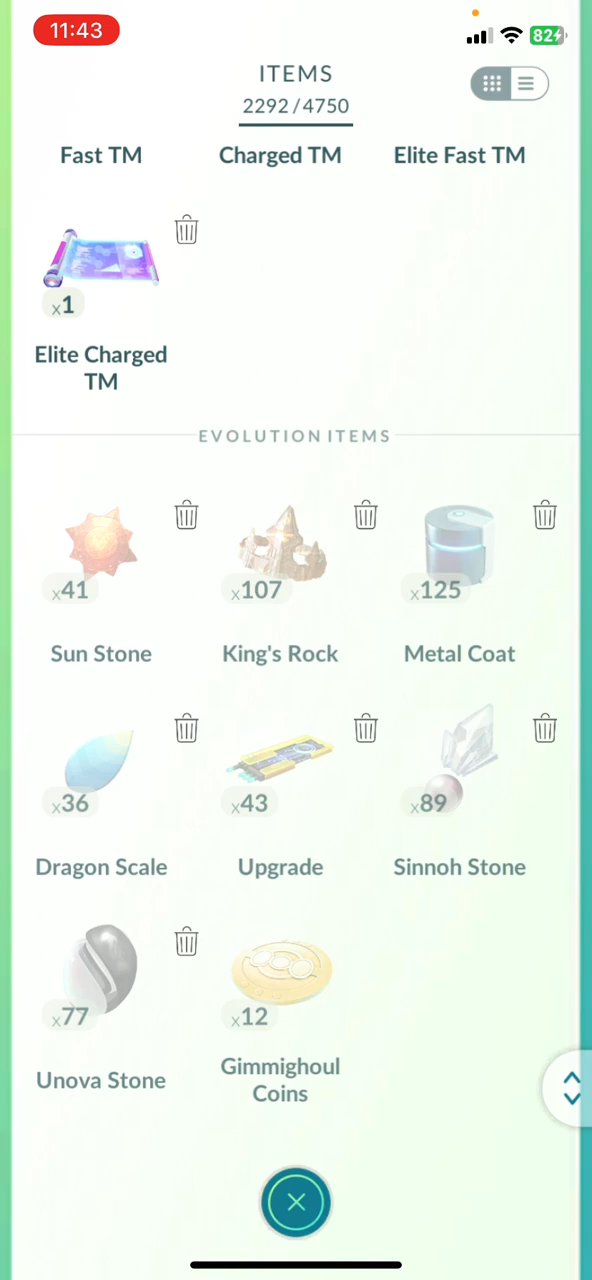 11:43
82
ITEMS
2292/4750
Fast TM Charged TM Elite Fast TM
x1
Elite Charged
TM
EVOLUTION ITEMS
x41 x107 x125
Sun Stone King's Rock Metal Coat
x36 x43 x89
Dragon Scale Upgrade Sinnoh Stone
x77 x12
Unova Stone Gimmighoul
Coins